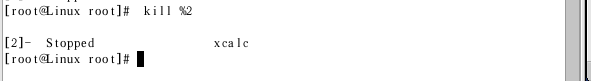 [root@Linux root]# kill %2
[2]- Stopped xcalc
[root@Linux root]#